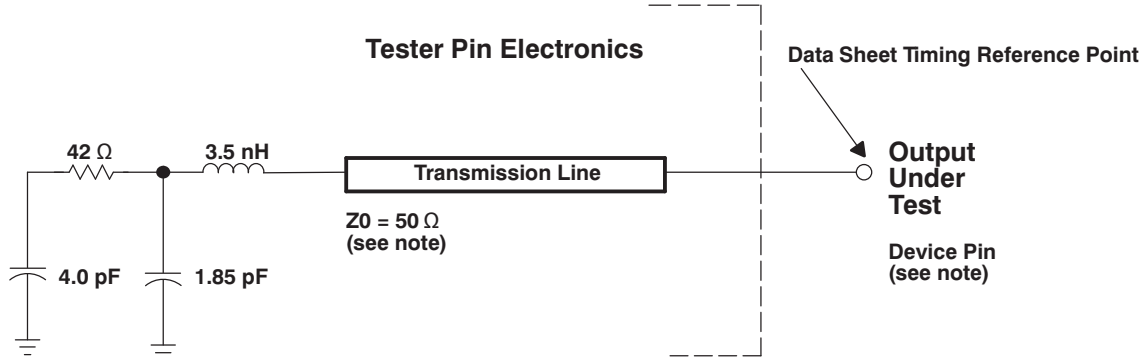 Tester Pin Electronics
Data Sheet Timing Reference Point
42 Ω
3.5 nH
Transmission Line
Output
Under
Test
Z0 = 50 Ω
(see note)
Device Pin
(see note)
4.0 pF
1.85 pF